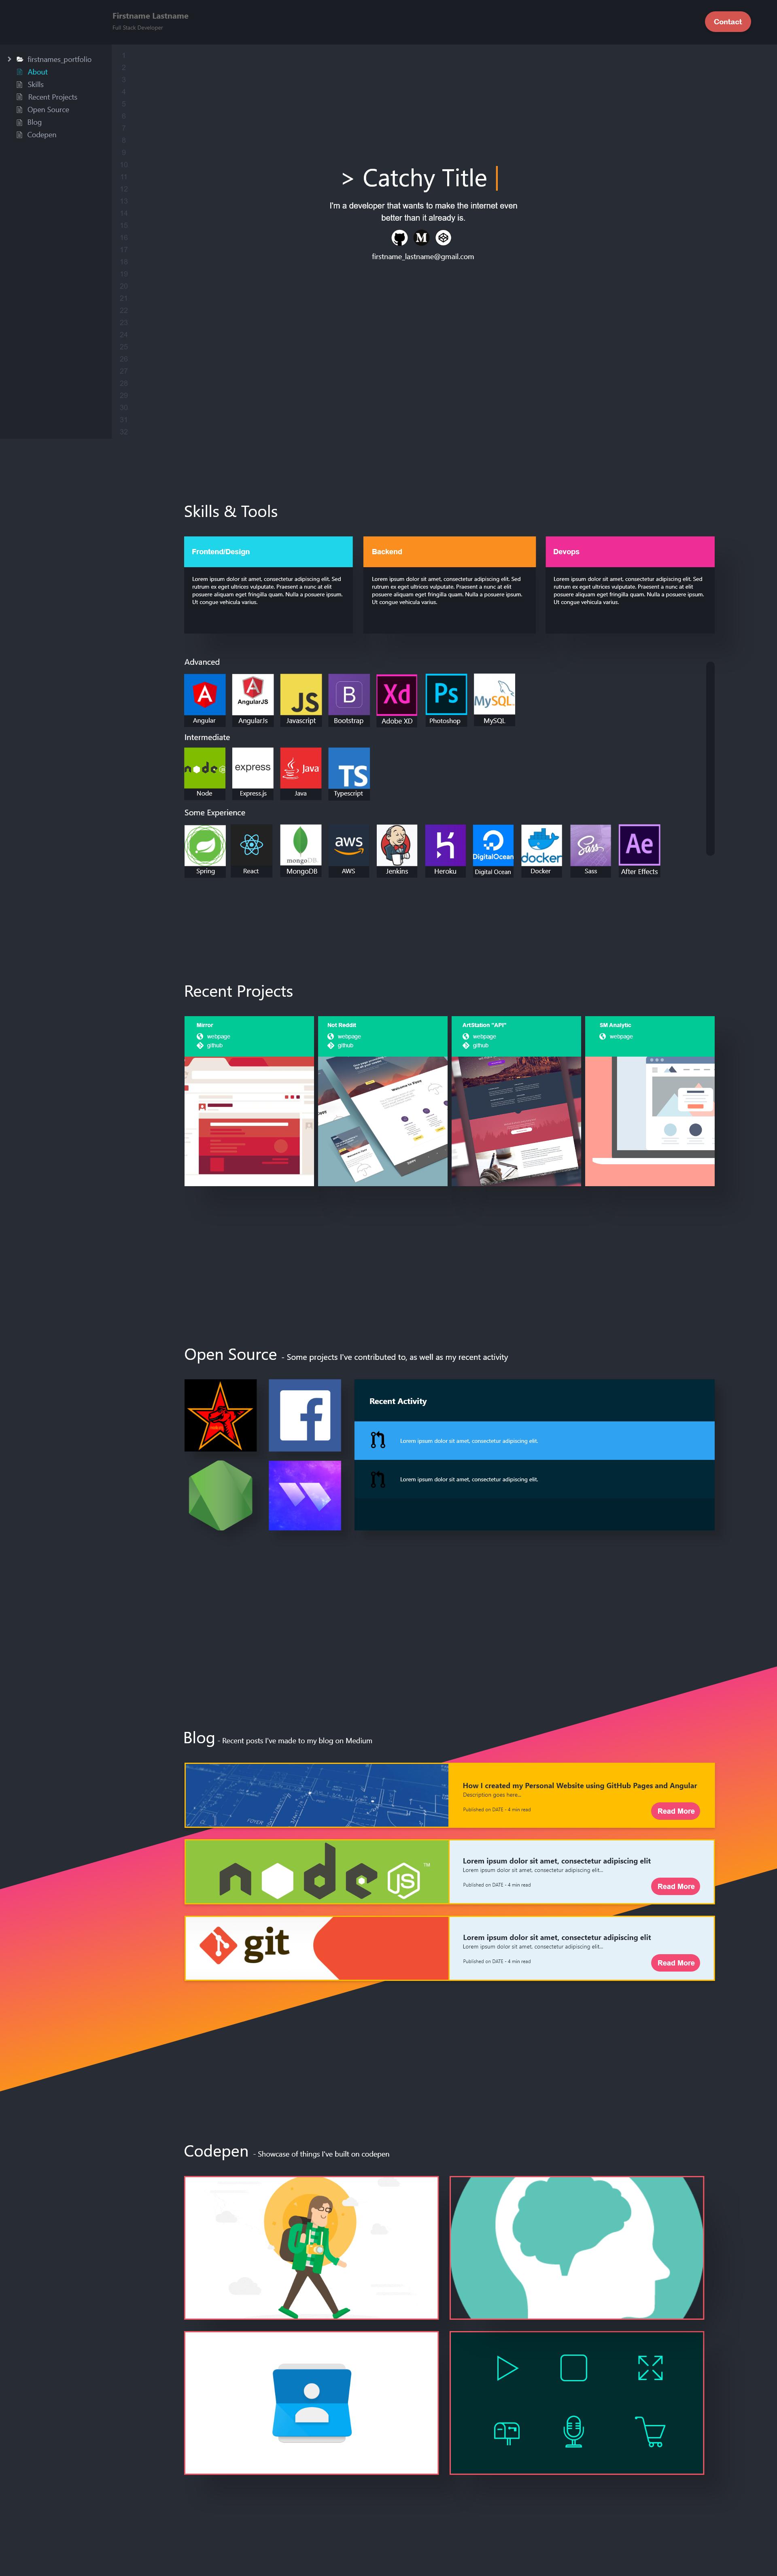 Firstname Lastname
Full Stack Developer
Contact
firstnames_portfolio
About
Skills
Recent Projects
Open Source
Blog
Codepen
1
2
3
4
5
6
7
8
9
10
11
12
13
14
15
16
17
18
19
20
21
22
23
24
25
26
27
28
29
30
31
32
> Catchy Title |
I'm a developer that wants to make the internet even
better than it already is.
M
firstname_lastname@gmail.com
Skills & Tools
Frontend/Design
Lorem ipsum dolor sit amet, consectetur adipiscing elit. Sed
rutrum ex eget ultrices vulputate. Praesent a nunc at elit
posuere aliquam eget fringilla quam. Nulla a posuere ipsum.
Ut congue vehicula varius.
Backend
Lorem ipsum dolor sit amet, consectetur adipiscing elit. Sed
rutrum ex eget ultrices vulputate. Praesent a nunc at elit
posuere aliquam eget fringilla quam. Nulla a posuere ipsum.
Ut congue vehicula varius.
Devops
Lorem ipsum dolor sit amet, consectetur adipiscing elit. Sed
rutrum ex eget ultrices vulputate. Praesent a nunc at elit
posuere aliquam eget fringilla quam. Nulla a posuere ipsum.
Ut congue vehicula varius.
Advanced
A
A
AngularJS
JS
B
Xd
Ps
MySQL
Angular
AngularJs
Javascript
Bootstrap
Adobe XD
Photoshop
MySQL
Intermediate
node
express
Java
TS
Node
Express.js
Java
Typescript
Some Experience
mongoDB
aws
DigitalOcean
docker
Sass
Ae
Spring
React
MongoDB
AWS
Jenkins
Heroku
Digital Ocean
Docker
Sass
After Effects
Recent Projects
Mirror
webpage
github
Not Reddit
webpage
github
ArtStation "API"
webpage
github
SM Analytic
webpage
Open Source - Some projects I've contributed to, as well as my recent activity
f
Recent Activity
Lorem ipsum dolor sit amet, consectetur adipiscing elit.
Lorem ipsum dolor sit amet, consectetur adipiscing elit.
Blog - Recent posts I've made to my blog on Medium
How I created my Personal Website using GitHub Pages and Angular
Description goes here...
Published on DATE - 4 min read
Read More
node JS TM
Lorem ipsum dolor sit amet, consectetur adipiscing elit
Lorem ipsum dolor sit amet, consectetur adipiscing elit...
Published on DATE - 4 min read
Read More
git
Lorem ipsum dolor sit amet, consectetur adipiscing elit
Lorem ipsum dolor sit amet, consectetur adipiscing elit...
Published on DATE - 4 min read
Read More
Codepen - Showcase of things I've built on codepen